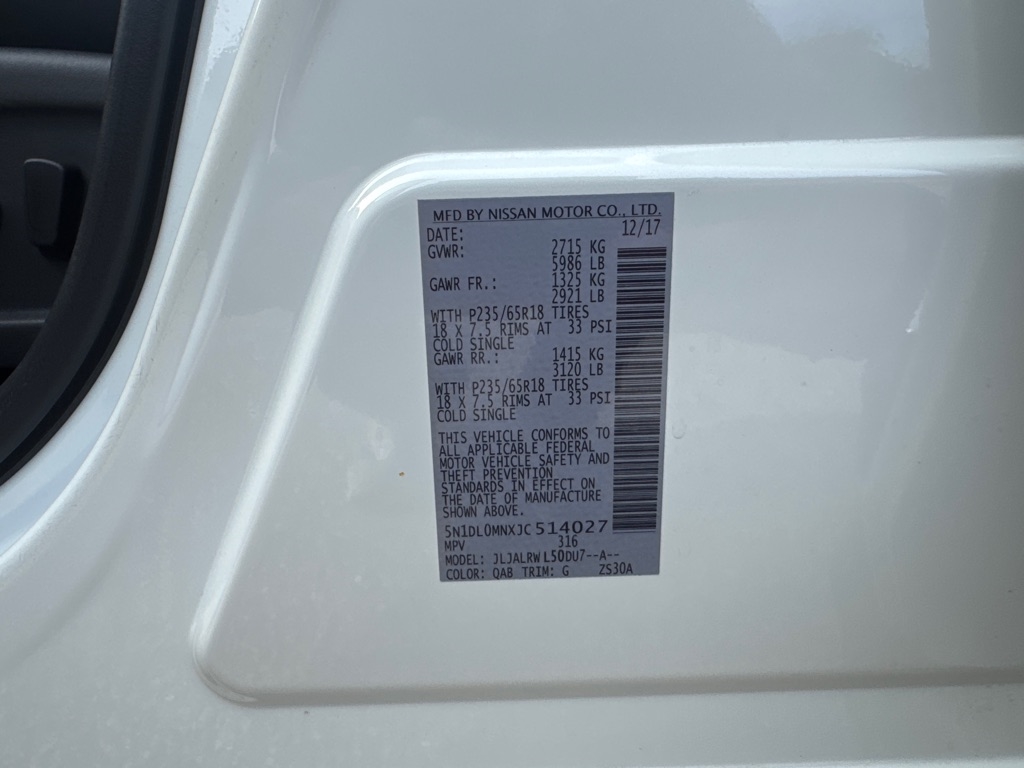 MFD BY NISSAN MOTOR CO., LTD.
DATE: 12/17
GVWR: 2715 KG
5986 LB
GAWR FR.: 1325 KG
2921 LB
WITH P235/65R18 TIRES
18 X 7.5 RIMS AT 33 PSI
COLD SINGLE
GAWR RR.: 1415 KG
3120 LB
WITH P235/65R18 TIRES
18 X 7.5 RIMS AT 33 PSI
COLD SINGLE
THIS VEHICLE CONFORMS TO
ALL APPLICABLE FEDERAL
MOTOR VEHICLE SAFETY AND
THEFT PREVENTION
STANDARDS IN EFFECT ON
THE DATE OF MANUFACTURE
SHOWN ABOVE.
5N1DL0MNXJC514027
MPV 316
MODEL: JLJALRWL50DU7--A--
COLOR: QAB TRIM: G ZS30A